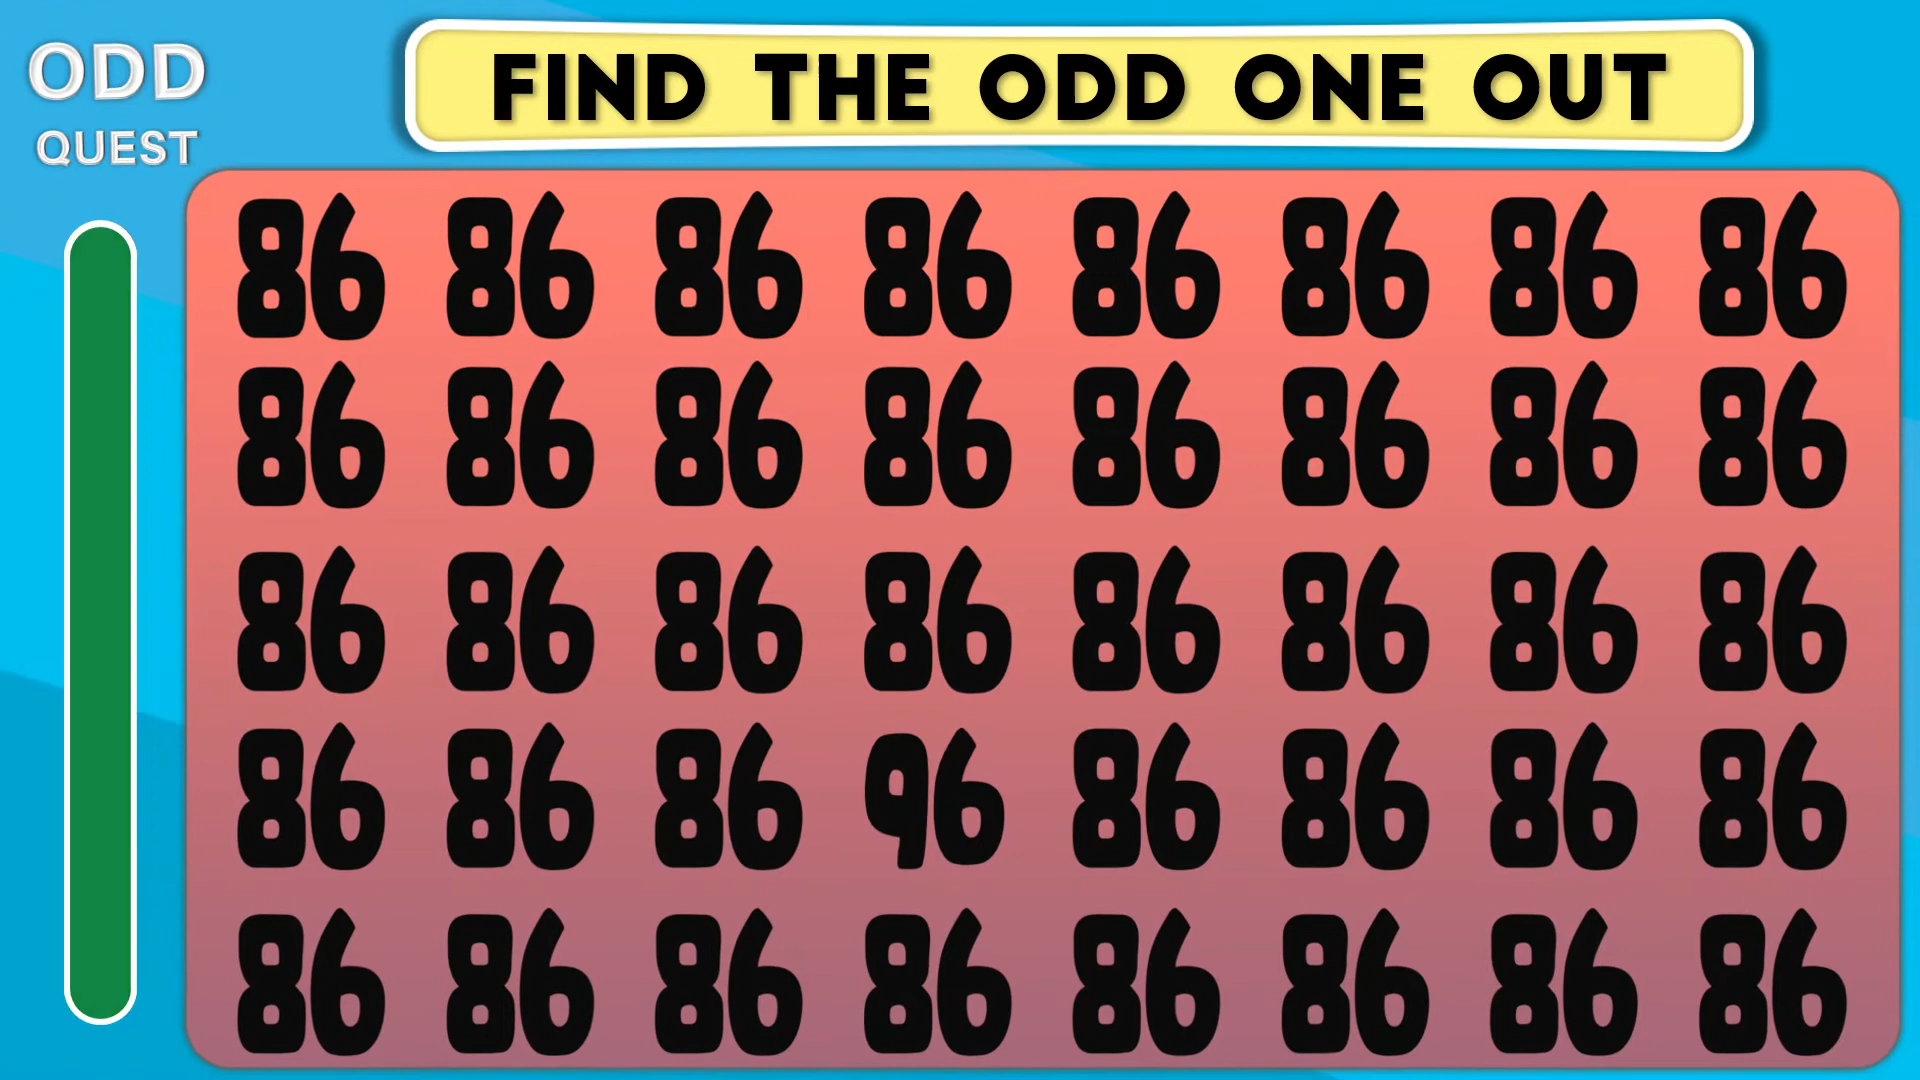 ODD
QUEST
FIND THE ODD ONE OUT
86 86 86 86 86 86 86 86
86 86 86 86 86 86 86 86
86 86 86 86 86 86 86 86
86 86 86 96 86 86 86 86
86 86 86 86 86 86 86 86